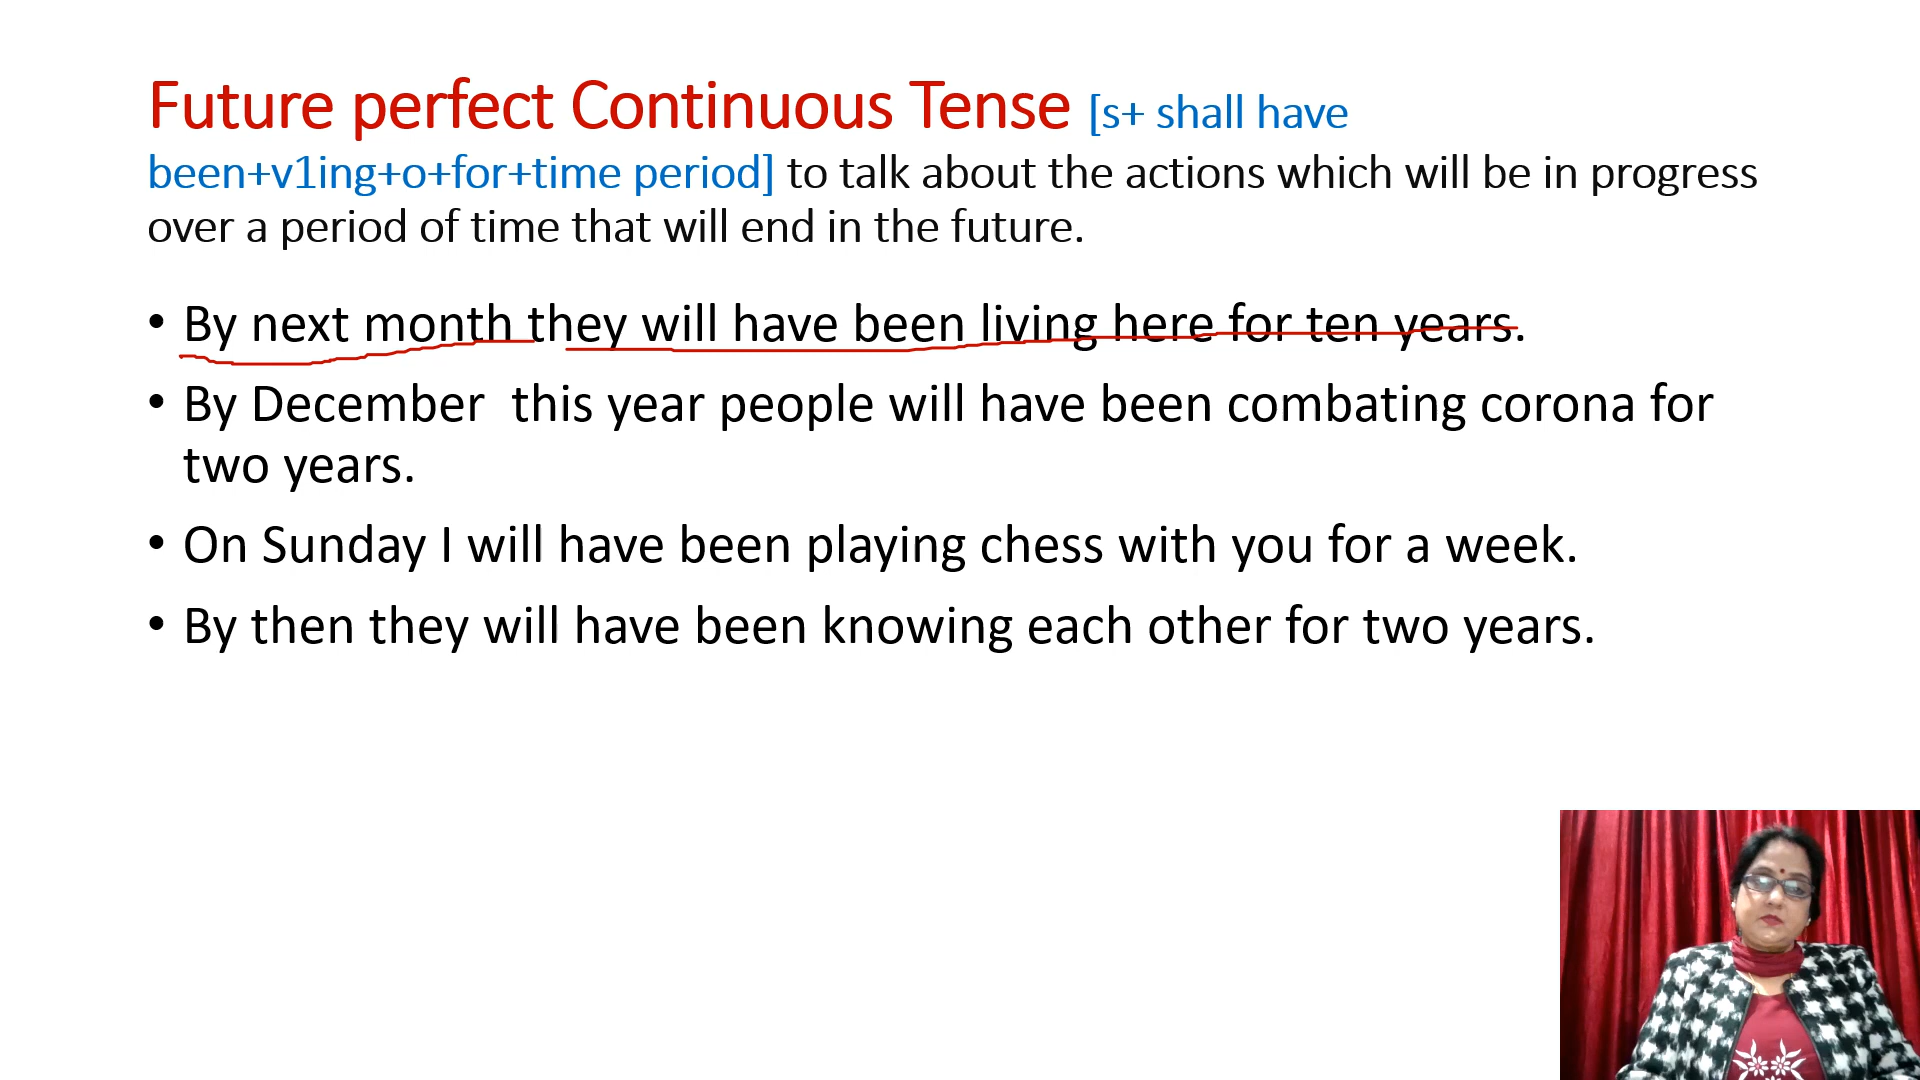 Future perfect Continuous Tense [s+ shall have
been+v1ing+o+for+time period] to talk about the actions which will be in progress
over a period of time that will end in the future.
• By next month they will have been living here for ten years.
• By December  this year people will have been combating corona for
two years.
• On Sunday I will have been playing chess with you for a week.
• By then they will have been knowing each other for two years.